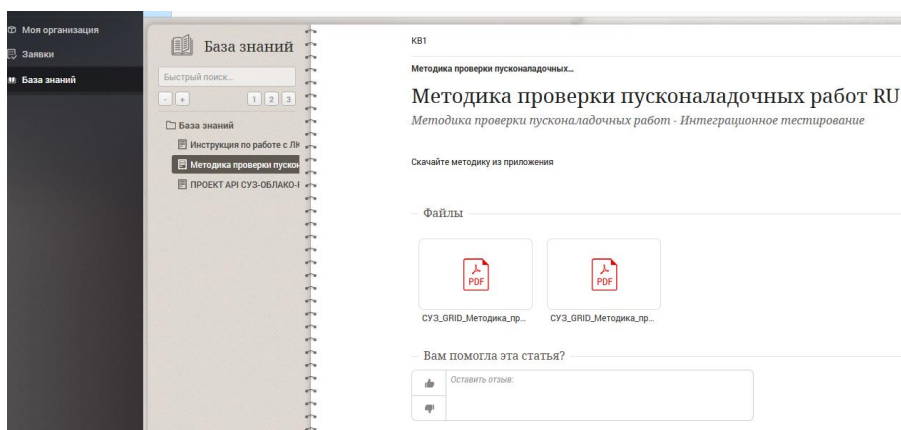 Моя организация
Заявки
База знаний
База знаний
Быстрый поиск...
- + 1 2 3
База знаний
Инструкция по работе с ЛК
Методика проверки пускон
ПРОЕКТ API СУЗ-ОБЛАКО-
КВ1
Методика проверки пусконаладочных...
Методика проверки пусконаладочных работ RU
Методика проверки пусконаладочных работ - Интеграционное тестирование
Скачайте методику из приложения
Файлы
PDF PDF
СУЗ_GRID_Методика_пр... СУЗ_GRID_Методика_пр...
Вам помогла эта статья?
Оставить отзыв: